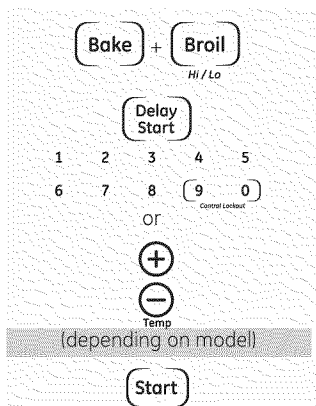 Bake + Broil
Hi / Lo
Delay
Start
1 2 3 4 5
6 7 8 9 0
Control Lockout
or
+
−
Temp
(depending on model)
Start